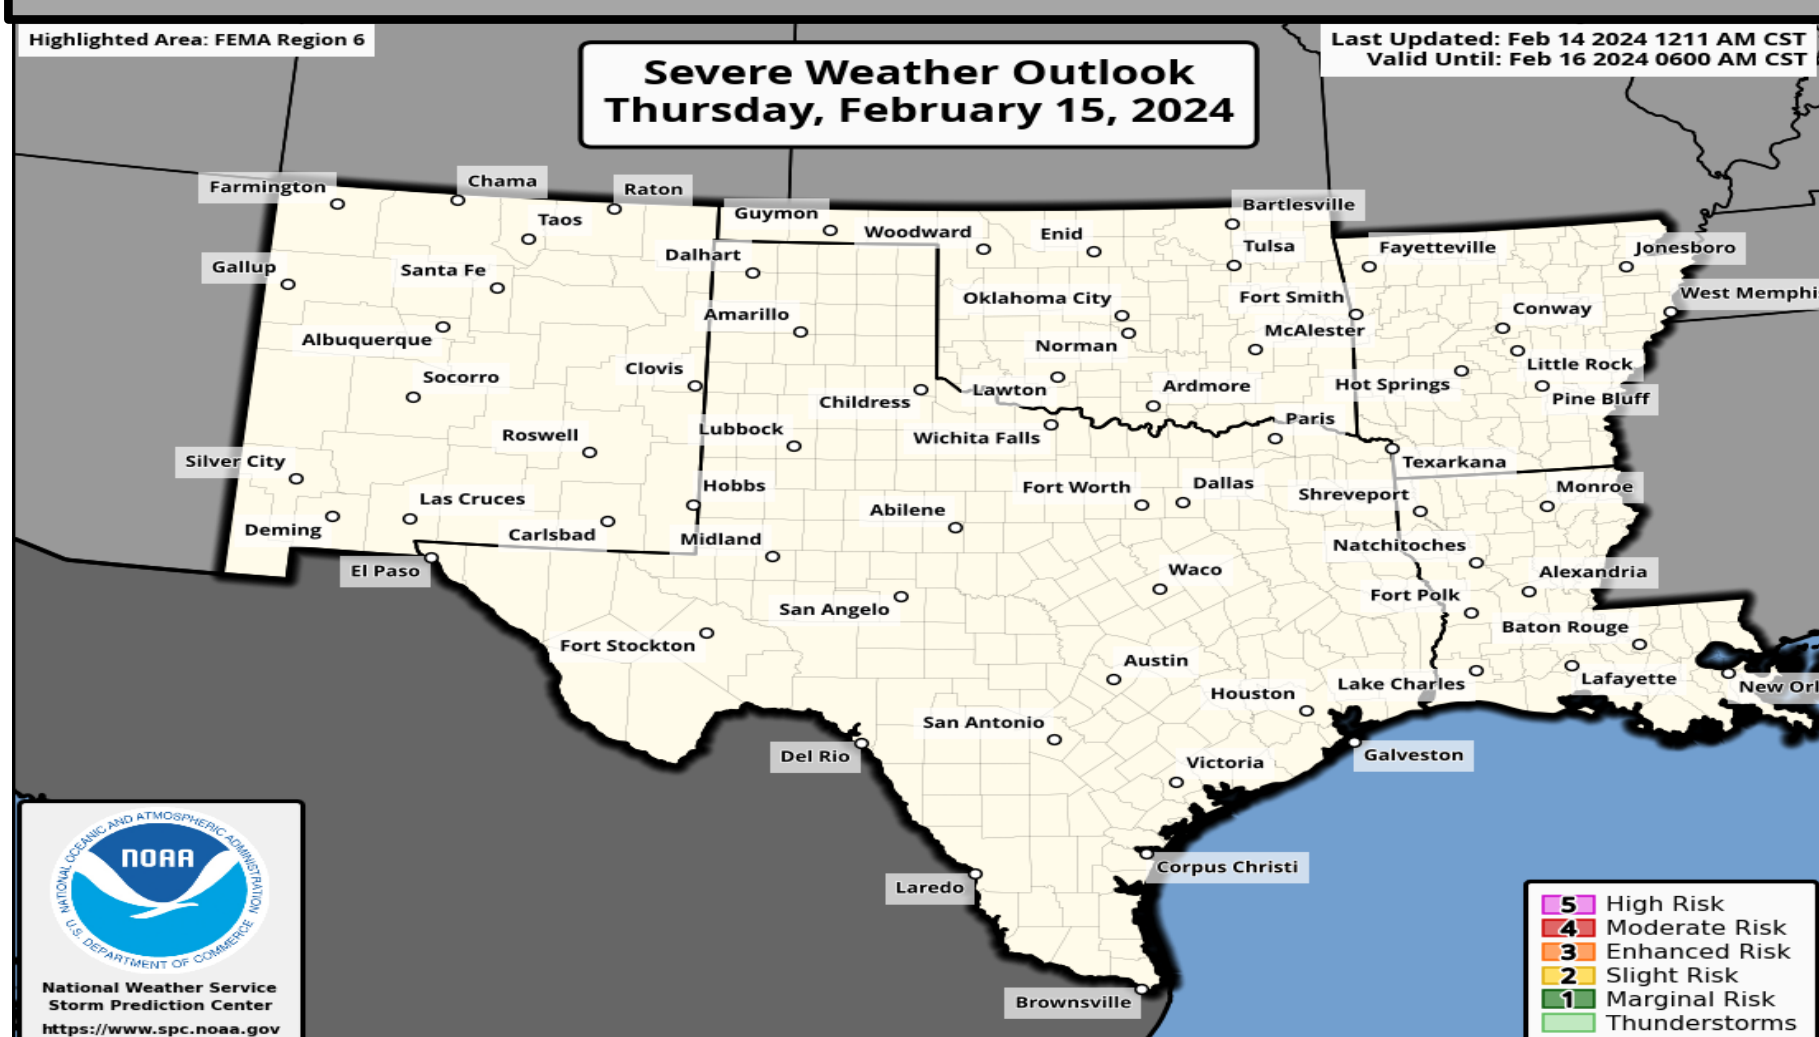 Highlighted Area: FEMA Region 6
Last Updated: Feb 14 2024 1211 AM CST
Valid Until: Feb 16 2024 0600 AM CST
Severe Weather Outlook
Thursday, February 15, 2024
Farmington
Chama
Raton
Taos
Guymon
Woodward
Enid
Bartlesville
Tulsa
Fayetteville
Jonesboro
Gallup
Santa Fe
Dalhart
Oklahoma City
Fort Smith
Conway
West Memphi
Amarillo
Albuquerque
Norman
McAlester
Little Rock
Socorro
Clovis
Childress
Lawton
Ardmore
Hot Springs
Pine Bluff
Roswell
Lubbock
Wichita Falls
Paris
Texarkana
Silver City
Las Cruces
Hobbs
Abilene
Fort Worth
Dallas
Shreveport
Monroe
Deming
Carlsbad
Midland
Natchitoches
El Paso
Waco
Alexandria
San Angelo
Fort Polk
Fort Stockton
Baton Rouge
Austin
Houston
Lake Charles
Lafayette
New Orl
San Antonio
Del Rio
Victoria
Galveston
Laredo
Corpus Christi
Brownsville
NATIONAL OCEANIC AND ATMOSPHERIC ADMINISTRATION
NOAA
U.S. DEPARTMENT OF COMMERCE
National Weather Service
Storm Prediction Center
https://www.spc.noaa.gov
5 High Risk
4 Moderate Risk
3 Enhanced Risk
2 Slight Risk
1 Marginal Risk
Thunderstorms